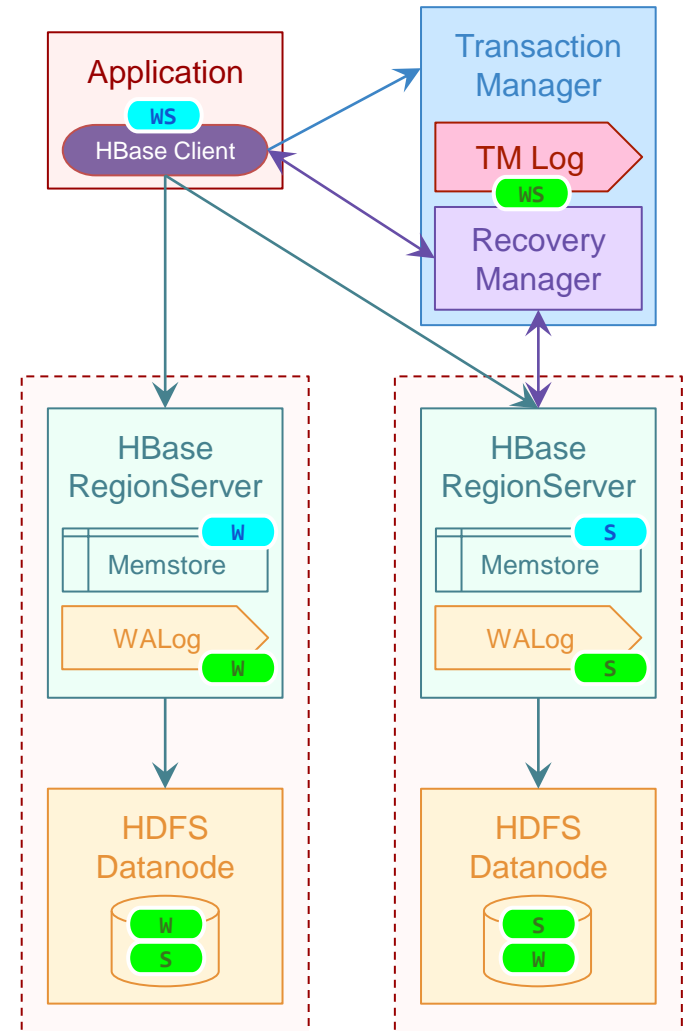 Application
WS
HBase Client
Transaction
Manager
TM Log
WS
Recovery
Manager
HBase
RegionServer
W
Memstore
WALog
W
HBase
RegionServer
S
Memstore
WALog
S
HDFS
Datanode
W
S
HDFS
Datanode
S
W